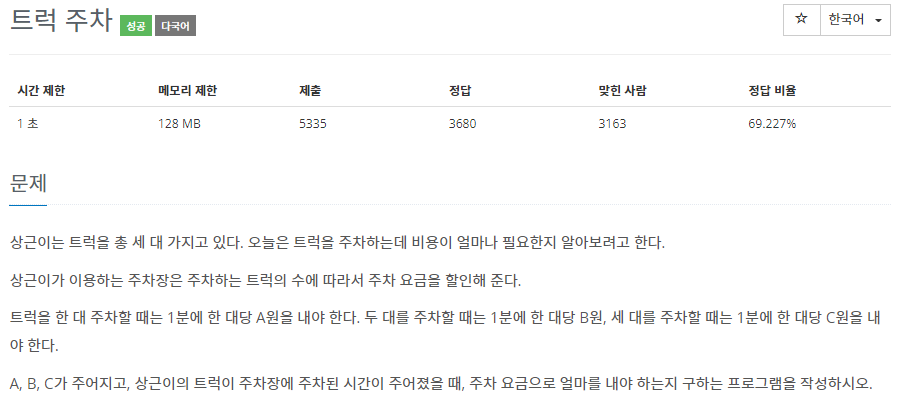 트럭 주차 성공 다국어
☆ 한국어
시간 제한 메모리 제한 제출 정답 맞힌 사람 정답 비율
1 초 128 MB 5335 3680 3163 69.227%
문제
상근이는 트럭을 총 세 대 가지고 있다. 오늘은 트럭을 주차하는데 비용이 얼마나 필요한지 알아보려고 한다.
상근이가 이용하는 주차장은 주차하는 트럭의 수에 따라서 주차 요금을 할인해 준다.
트럭을 한 대 주차할 때는 1분에 한 대당 A원을 내야 한다. 두 대를 주차할 때는 1분에 한 대당 B원, 세 대를 주차할 때는 1분에 한 대당 C원을 내
야 한다.
A, B, C가 주어지고, 상근이의 트럭이 주차장에 주차된 시간이 주어졌을 때, 주차 요금으로 얼마를 내야 하는지 구하는 프로그램을 작성하시오.